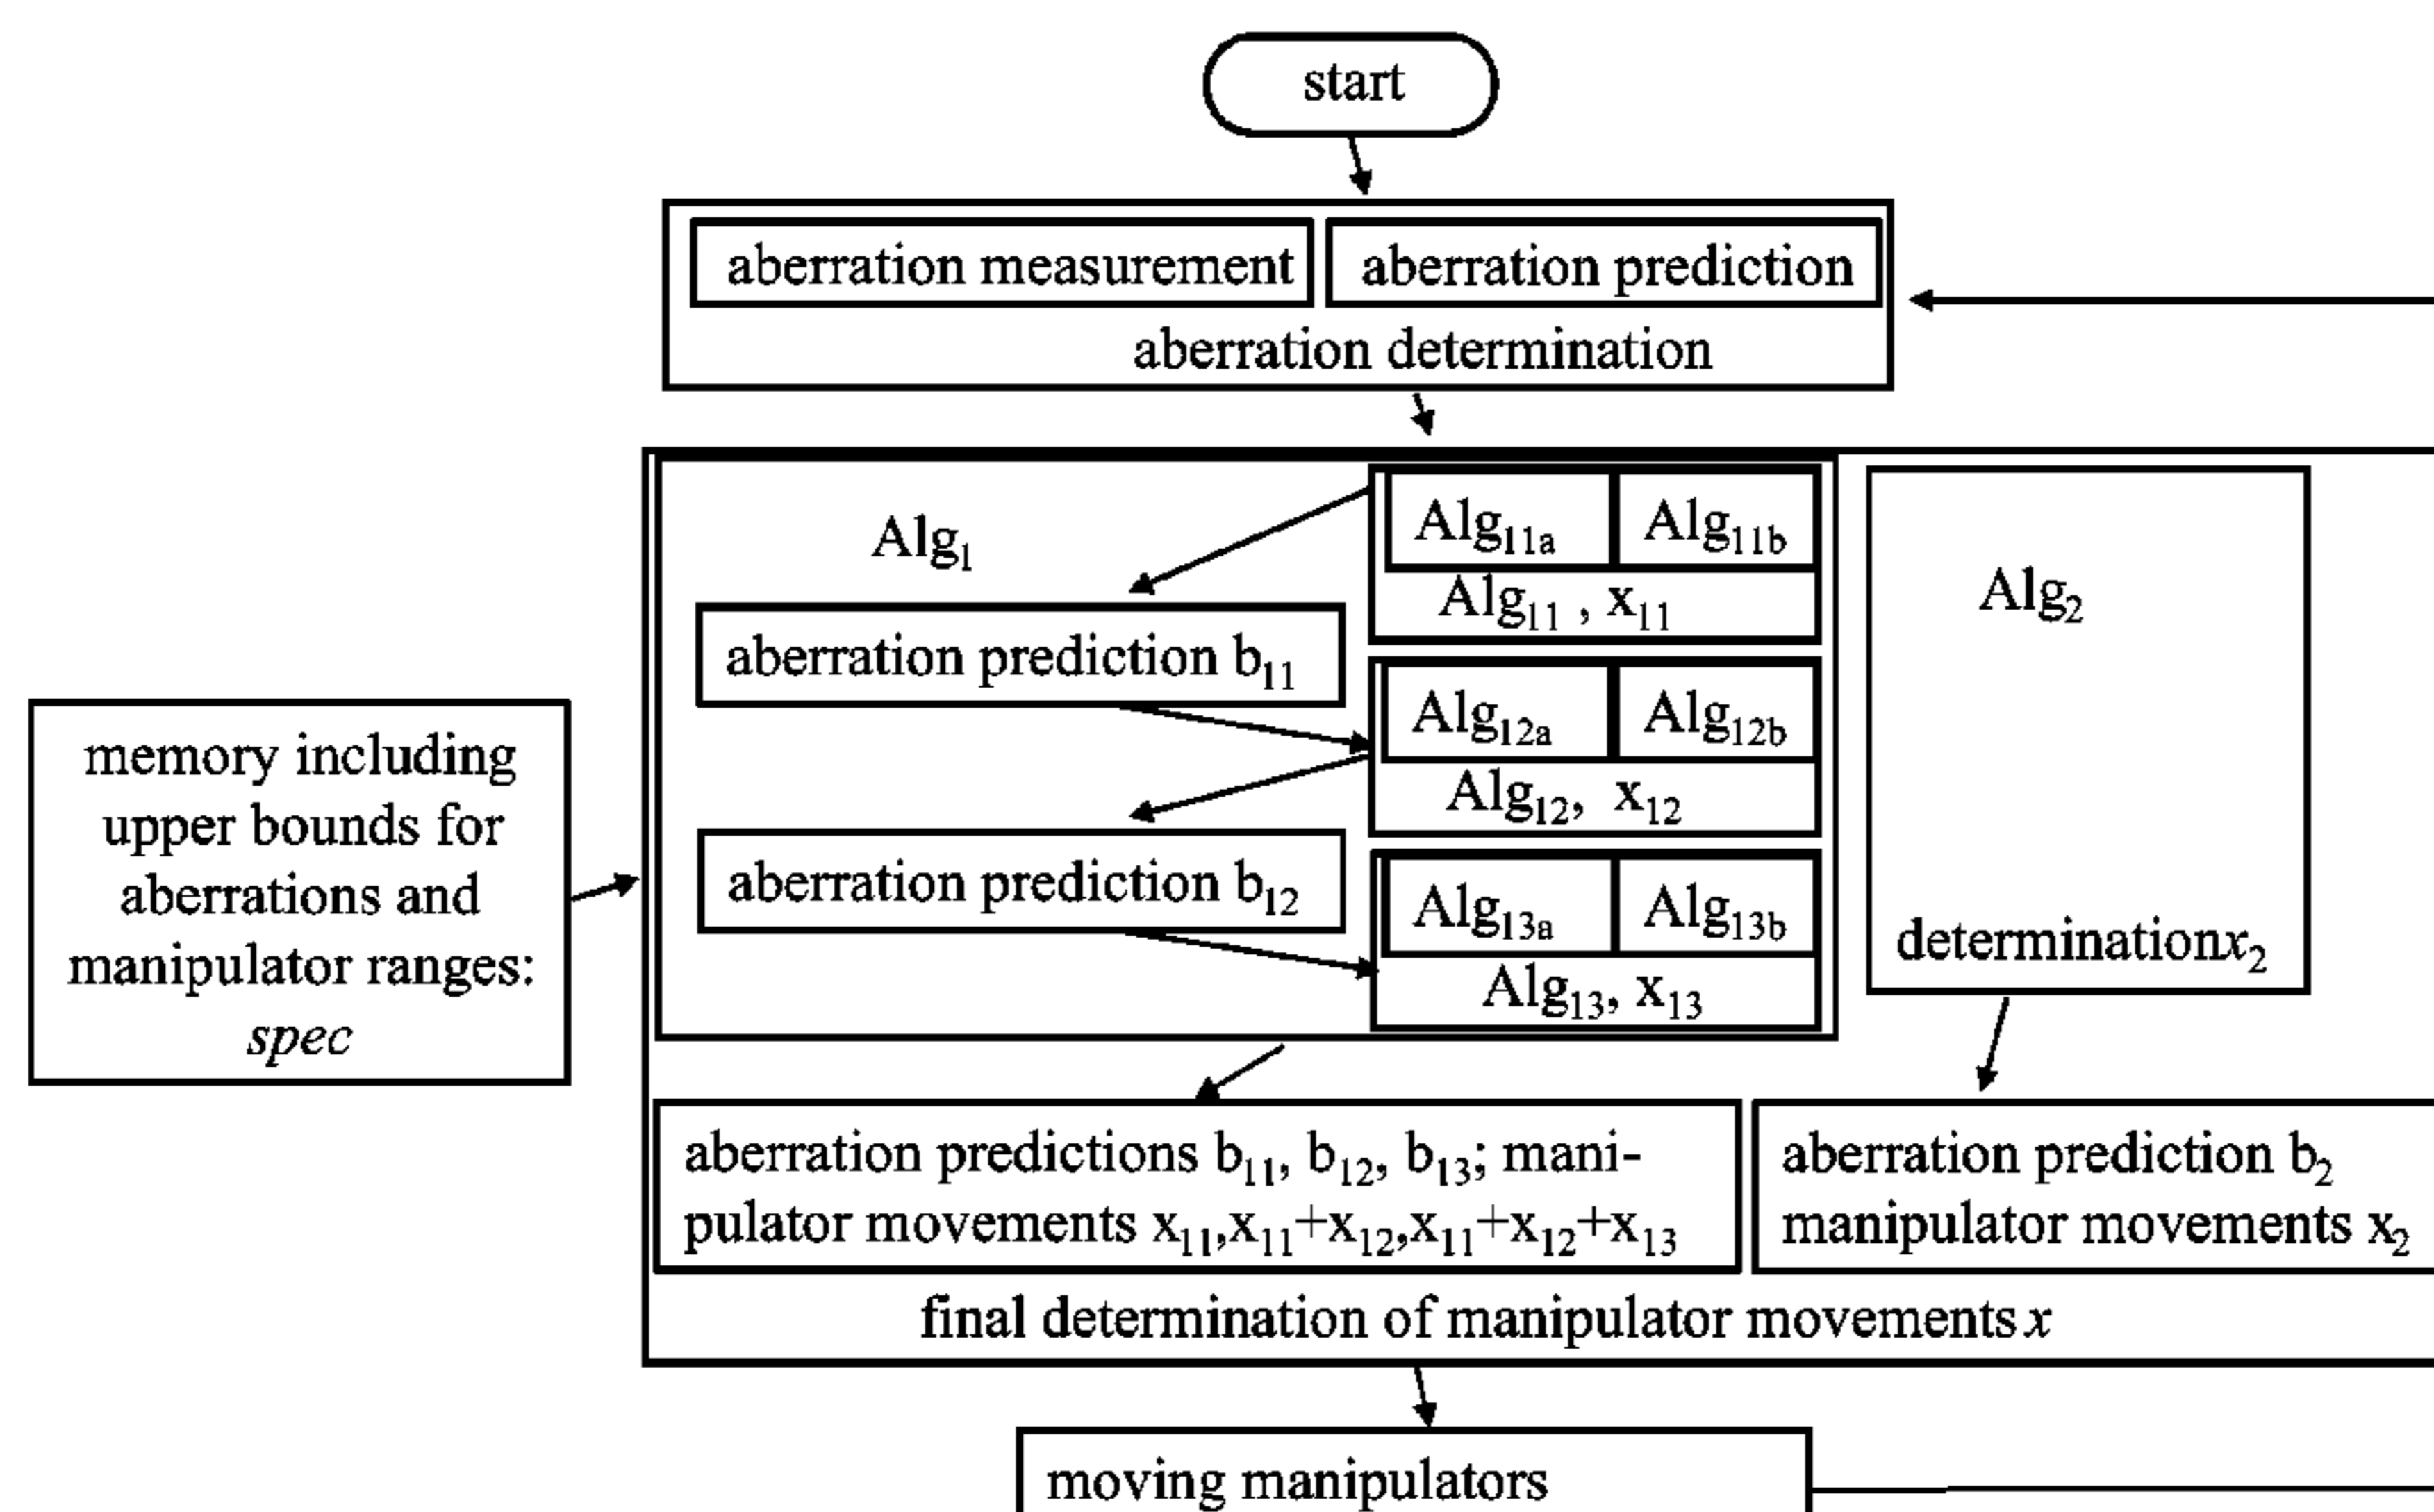 start
aberration measurement
aberration prediction
aberration determination
Alg₁
Alg₁₁ₐ
Alg₁₁b
Alg₁₁ , x₁₁
aberration prediction b₁₁
Alg₁₂ₐ
Alg₁₂b
Alg₁₂, x₁₂
aberration prediction b₁₂
Alg₁₃ₐ
Alg₁₃b
Alg₁₃, x₁₃
Alg₂
determinationx₂
memory including
upper bounds for
aberrations and
manipulator ranges:
spec
aberration predictions b₁₁, b₁₂, b₁₃; mani-
pulator movements x₁₁,x₁₁+x₁₂,x₁₁+x₁₂+x₁₃
aberration prediction b₂
manipulator movements x₂
final determination of manipulator movements x
moving manipulators